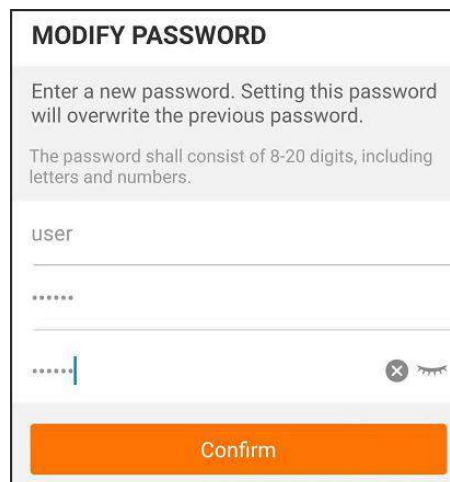 MODIFY PASSWORD
Enter a new password. Setting this password
will overwrite the previous password.
The password shall consist of 8-20 digits, including
letters and numbers.
user
••••••
••••••
Confirm